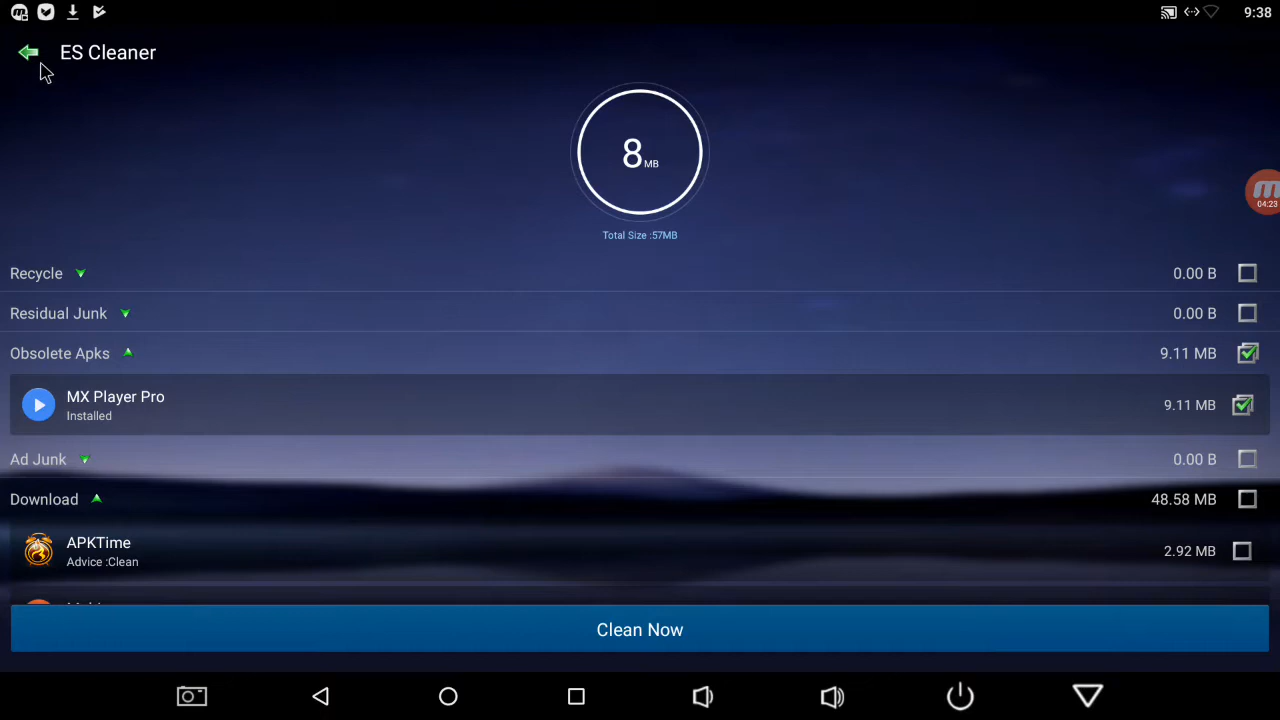 9:38
ES Cleaner
8 MB
04:23
Total Size :57MB
Recycle 0.00 B
Residual Junk 0.00 B
Obsolete Apks 9.11 MB
MX Player Pro
Installed
9.11 MB
Ad Junk 0.00 B
Download 48.58 MB
APKTime
Advice :Clean
2.92 MB
Clean Now